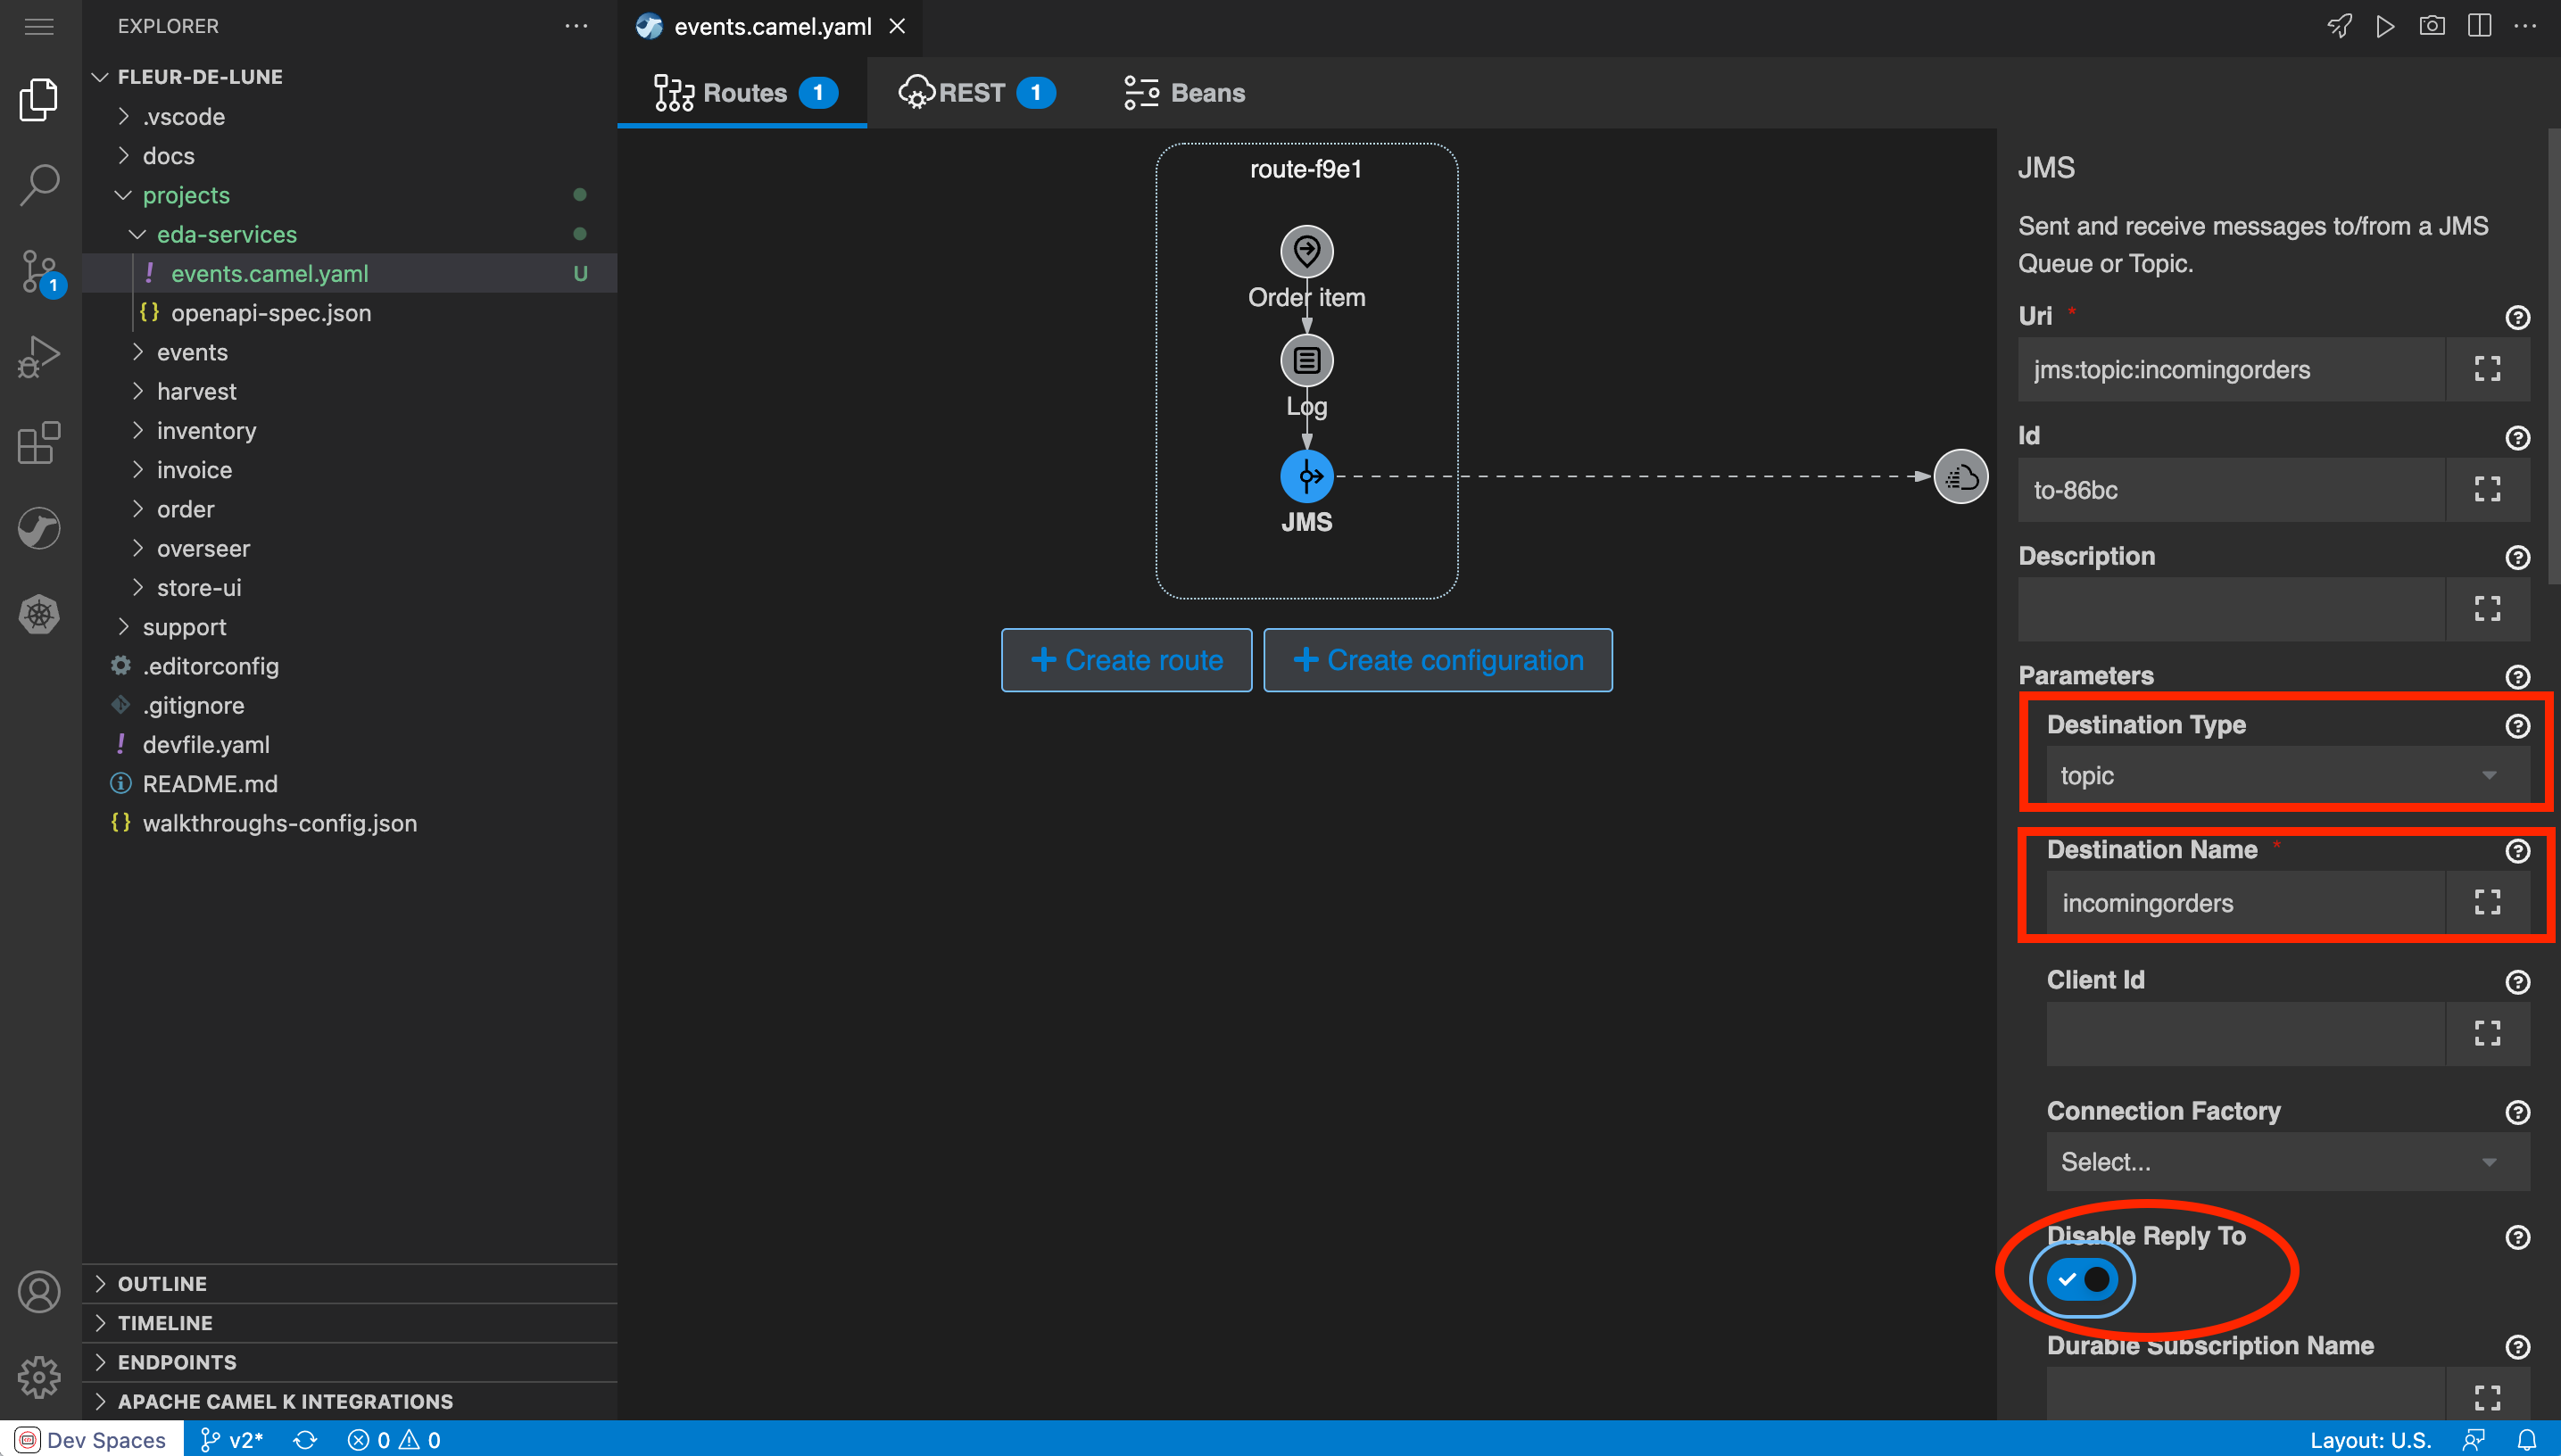 EXPLORER
FLEUR-DE-LUNE
.vscode
docs
projects
eda-services
! events.camel.yaml U
{} openapi-spec.json
events
harvest
inventory
invoice
order
overseer
store-ui
support
.editorconfig
.gitignore
! devfile.yaml
README.md
{} walkthroughs-config.json
OUTLINE
TIMELINE
ENDPOINTS
APACHE CAMEL K INTEGRATIONS
1
events.camel.yaml
Routes 1
REST 1
Beans
route-f9e1
Order item
Log
JMS
+ Create route
+ Create configuration
JMS
Sent and receive messages to/from a JMS
Queue or Topic.
Uri *
jms:topic:incomingorders
Id
to-86bc
Description
Parameters
Destination Type
topic
Destination Name *
incomingorders
Client Id
Connection Factory
Select...
Disable Reply To
Durable Subscription Name
Dev Spaces
v2*
0
0
Layout: U.S.